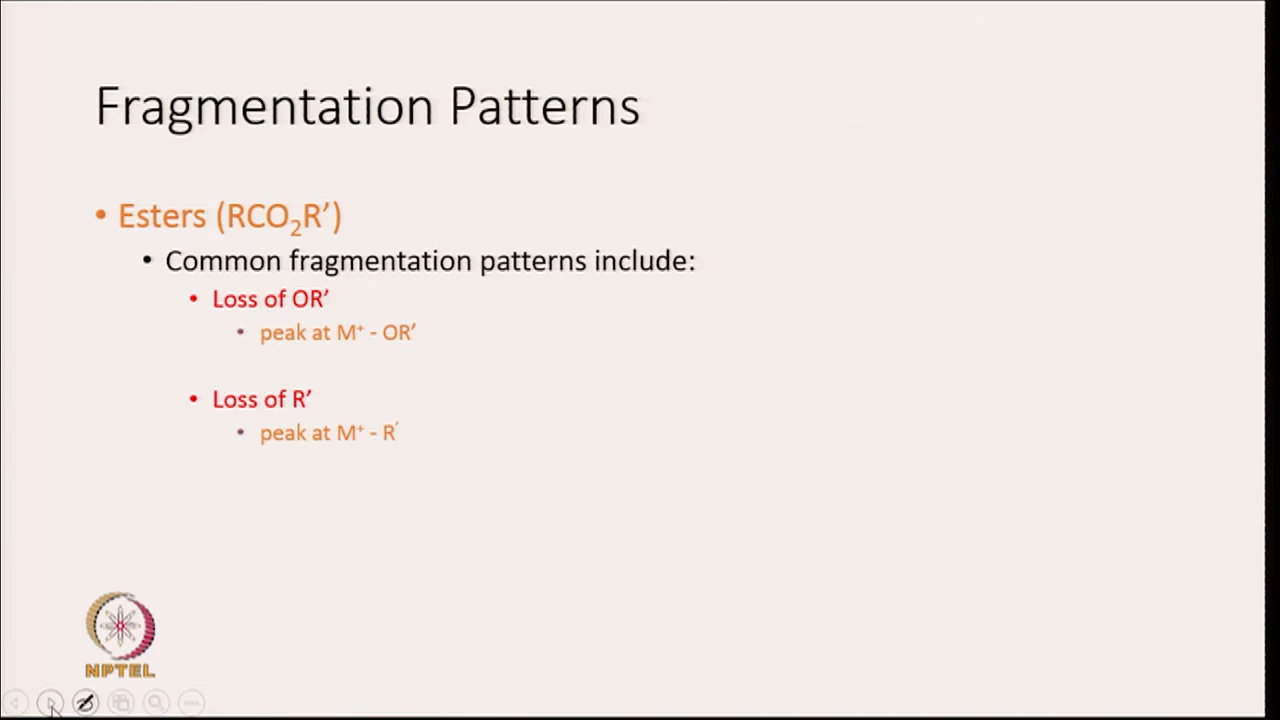 Fragmentation Patterns
• Esters (RCO₂R’)
• Common fragmentation patterns include:
• Loss of OR’
• peak at M⁺ - OR’
• Loss of R’
• peak at M⁺ - R’
NPTEL